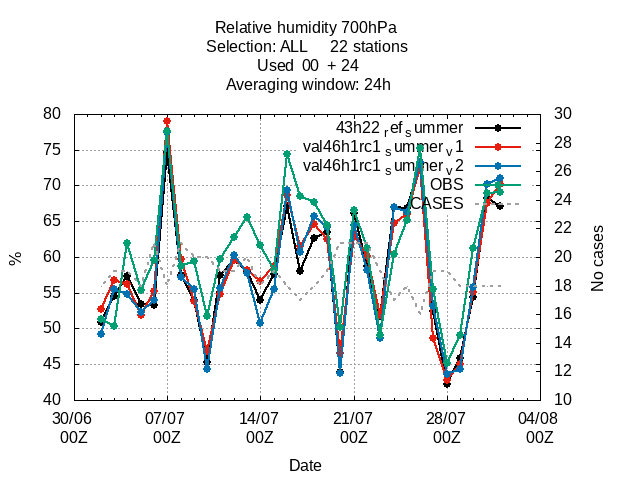 Relative humidity 700hPa
Selection: ALL 22 stations
Used 00 + 24
Averaging window: 24h
43h22_ref_summer
val46h1rc1_summer_v1
val46h1rc1_summer_v2
OBS
CASES
80
75
70
65
60
55
50
45
40
%
30
28
26
24
22
20
18
16
14
12
10
No cases
30/06 07/07 14/07 21/07 28/07 04/08
00Z 00Z 00Z 00Z 00Z 00Z
Date